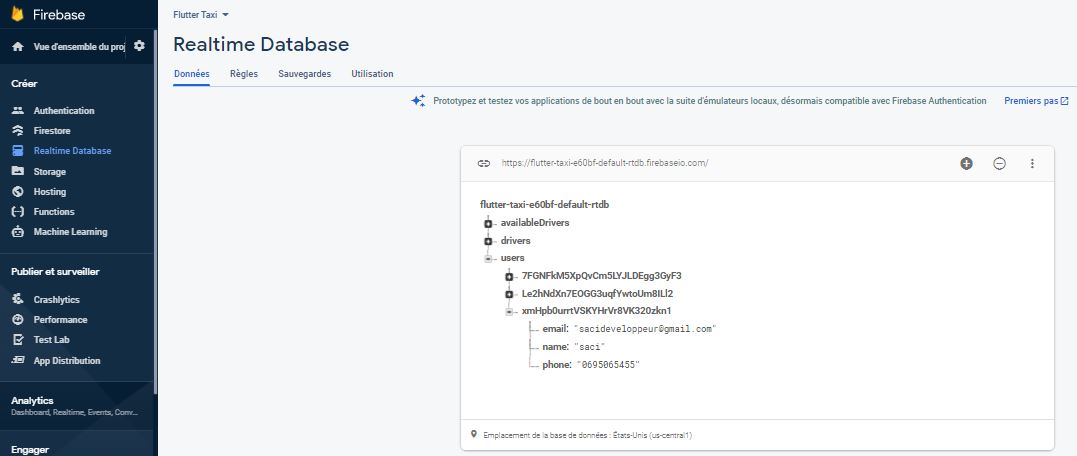 Firebase
Flutter Taxi
Vue d'ensemble du proj
Realtime Database
Données Règles Sauvegardes Utilisation
Créer
Prototypez et testez vos applications de bout en bout avec la suite d'émulateurs locaux, désormais compatible avec Firebase Authentication Premiers pas
Authentication
Firestore
Realtime Database
Storage
Hosting
Functions
Machine Learning
Publier et surveiller
Crashlytics
Performance
Test Lab
App Distribution
Analytics
Dashboard, Realtime, Events, Conv...
Engager
https://flutter-taxi-e60bf-default-rtdb.firebaseio.com/
flutter-taxi-e60bf-default-rtdb
availableDrivers
drivers
users
7FGNFkM5XpQvCm5LYJLDEgg3GyF3
Le2hNdXn7EOGG3uqfYwtoUm8ILl2
xmHpb0urrtVSKYHrVr8VK320zkn1
email: "sacideveloppeur@gmail.com"
name: "saci"
phone: "0695065455"
Emplacement de la base de données : États-Unis (us-central1)